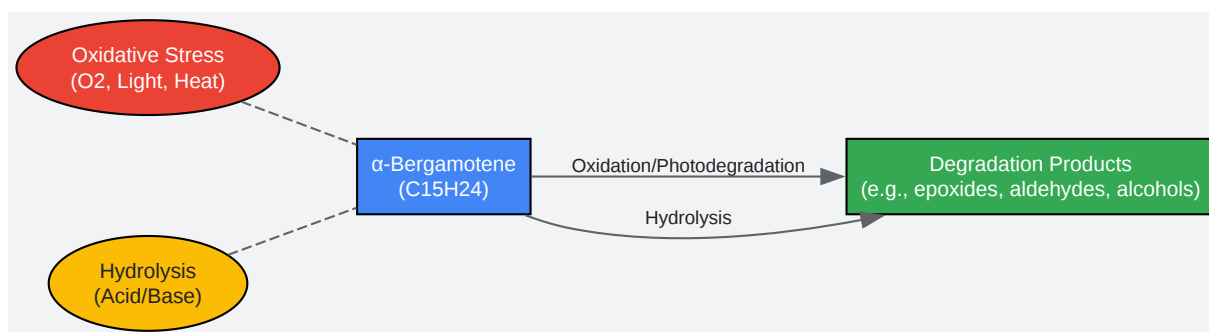 Oxidative Stress
(O2, Light, Heat)
α-Bergamotene
(C15H24)
Oxidation/Photodegradation
Degradation Products
(e.g., epoxides, aldehydes, alcohols)
Hydrolysis
Hydrolysis
(Acid/Base)